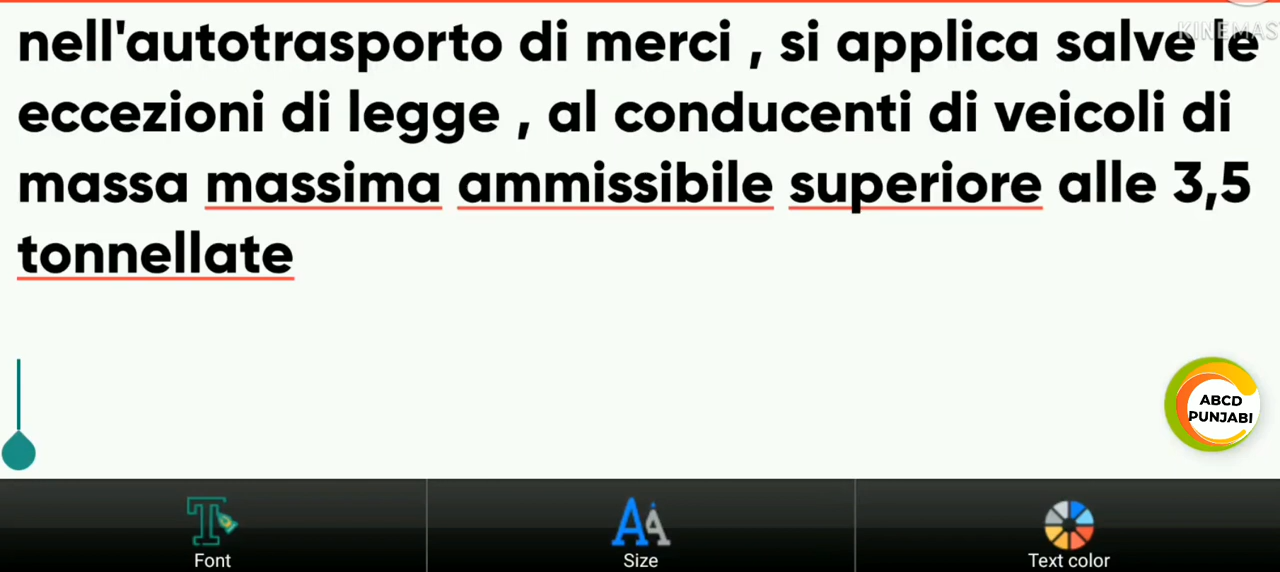 KINEMAS
nell'autotrasporto di merci , si applica salve le
eccezioni di legge , al conducenti di veicoli di
massa massima ammissibile superiore alle 3,5
tonnellate
ABCD
PUNJABI
Font
Size
Text color